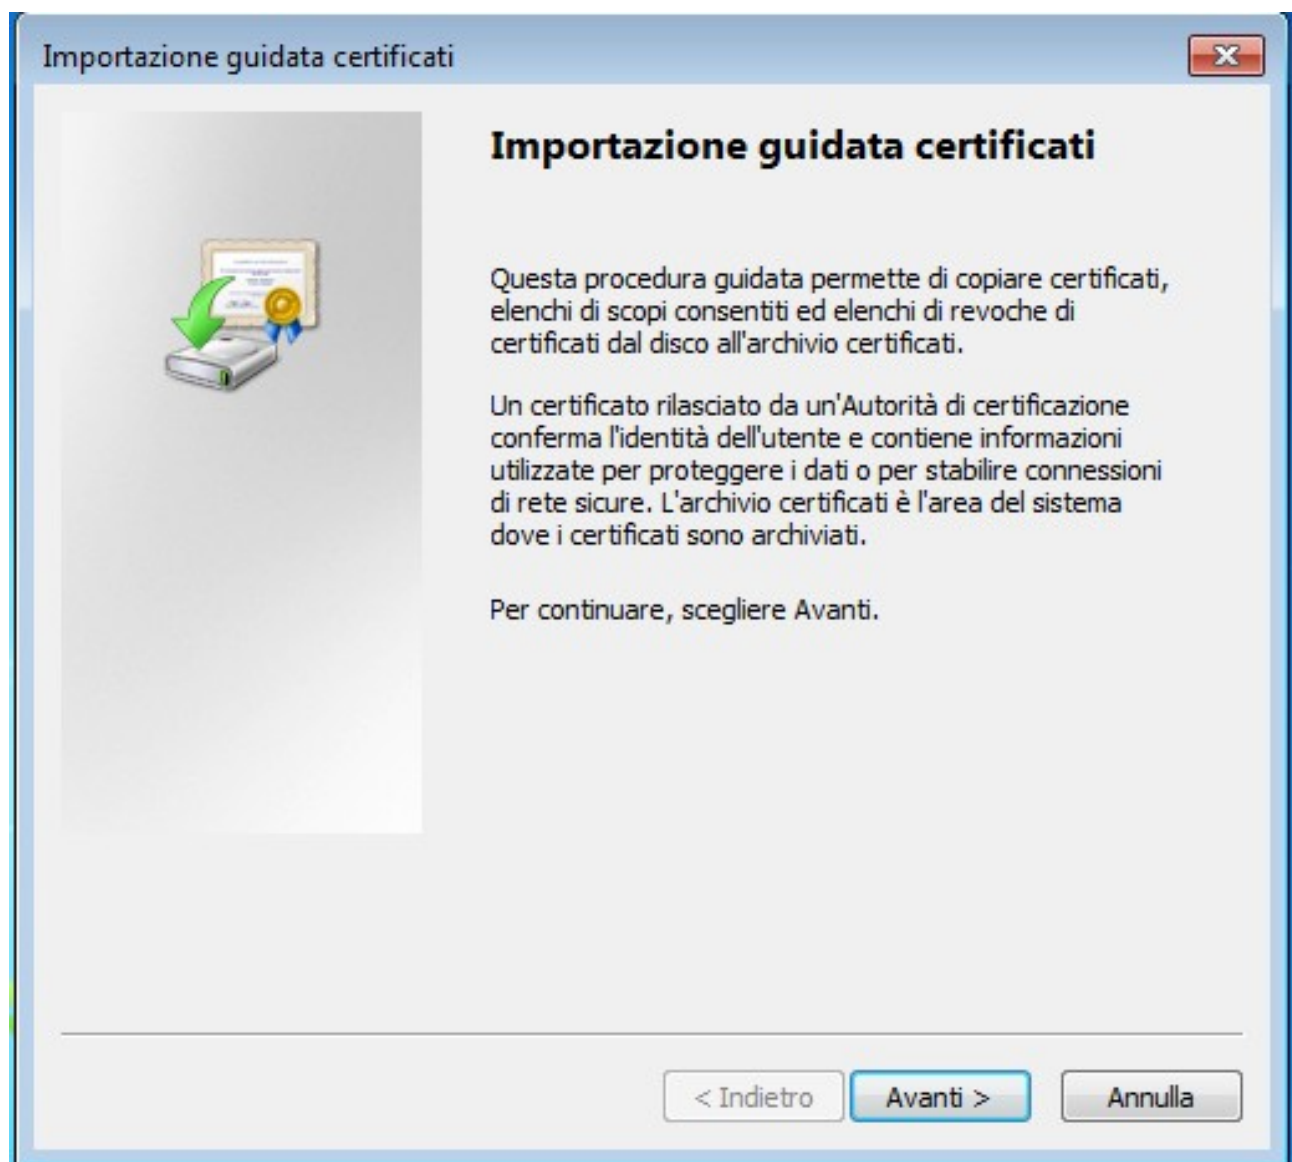 Importazione guidata certificati
Importazione guidata certificati
Questa procedura guidata permette di copiare certificati,
elenchi di scopi consentiti ed elenchi di revoche di
certificati dal disco all'archivio certificati.
Un certificato rilasciato da un'Autorità di certificazione
conferma l'identità dell'utente e contiene informazioni
utilizzate per proteggere i dati o per stabilire connessioni
di rete sicure. L'archivio certificati è l'area del sistema
dove i certificati sono archiviati.
Per continuare, scegliere Avanti.
< Indietro
Avanti >
Annulla